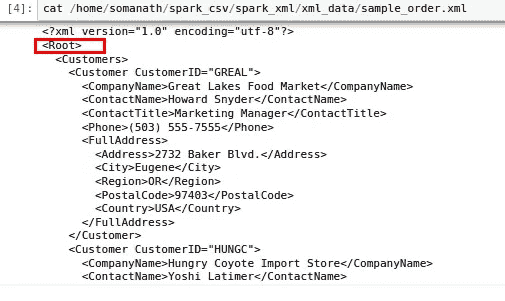 [4]: cat /home/somanath/spark_csv/spark_xml/xml_data/sample_order.xml
<?xml version="1.0" encoding="utf-8"?>
<Root>
<Customers>
<Customer CustomerID="GREAL">
<CompanyName>Great Lakes Food Market</CompanyName>
<ContactName>Howard Snyder</ContactName>
<ContactTitle>Marketing Manager</ContactTitle>
<Phone>(503) 555-7555</Phone>
<FullAddress>
<Address>2732 Baker Blvd.</Address>
<City>Eugene</City>
<Region>OR</Region>
<PostalCode>97403</PostalCode>
<Country>USA</Country>
</FullAddress>
</Customer>
<Customer CustomerID="HUNGC">
<CompanyName>Hungry Coyote Import Store</CompanyName>
<ContactName>Yoshi Latimer</ContactName>